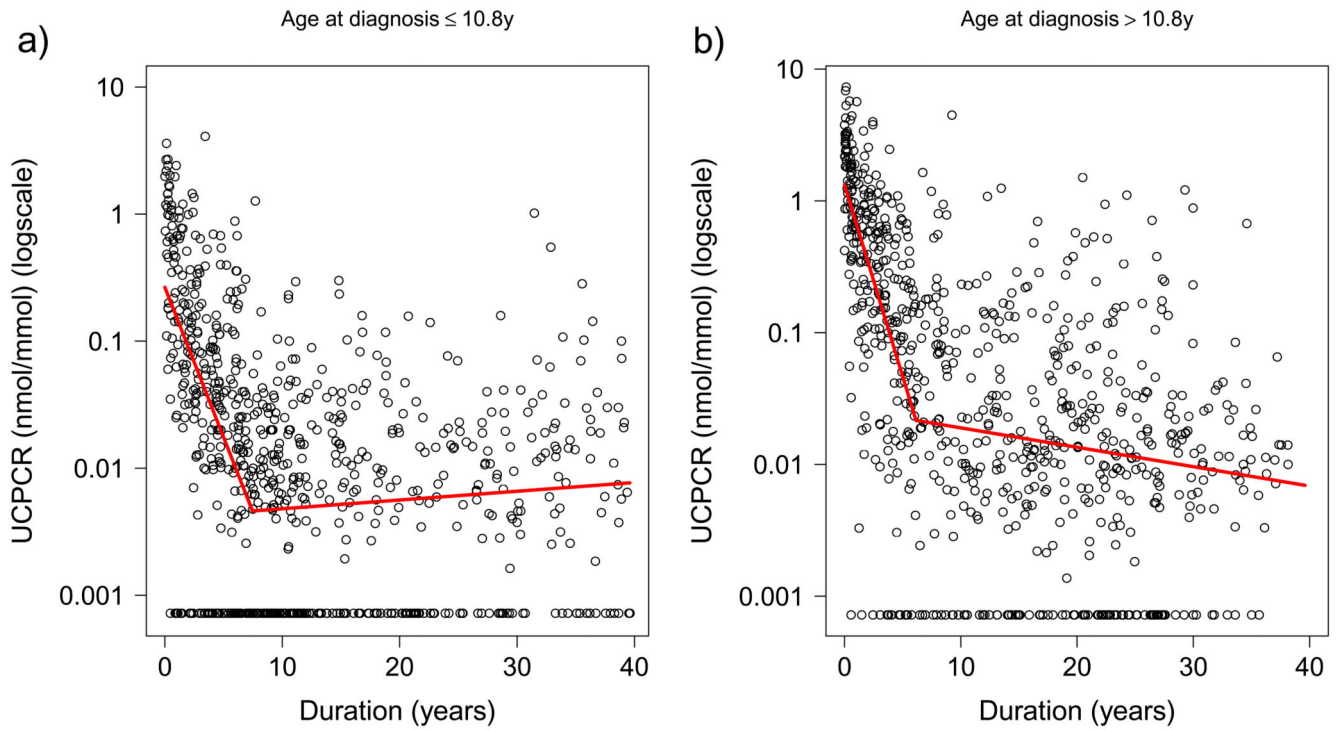 a)
Age at diagnosis ≤ 10.8y
UCPCR (nmol/mmol) (logscale)
10
1
0.1
0.01
0.001
0 10 20 30 40
Duration (years)
b)
Age at diagnosis > 10.8y
UCPCR (nmol/mmol) (logscale)
10
1
0.1
0.01
0.001
0 10 20 30 40
Duration (years)